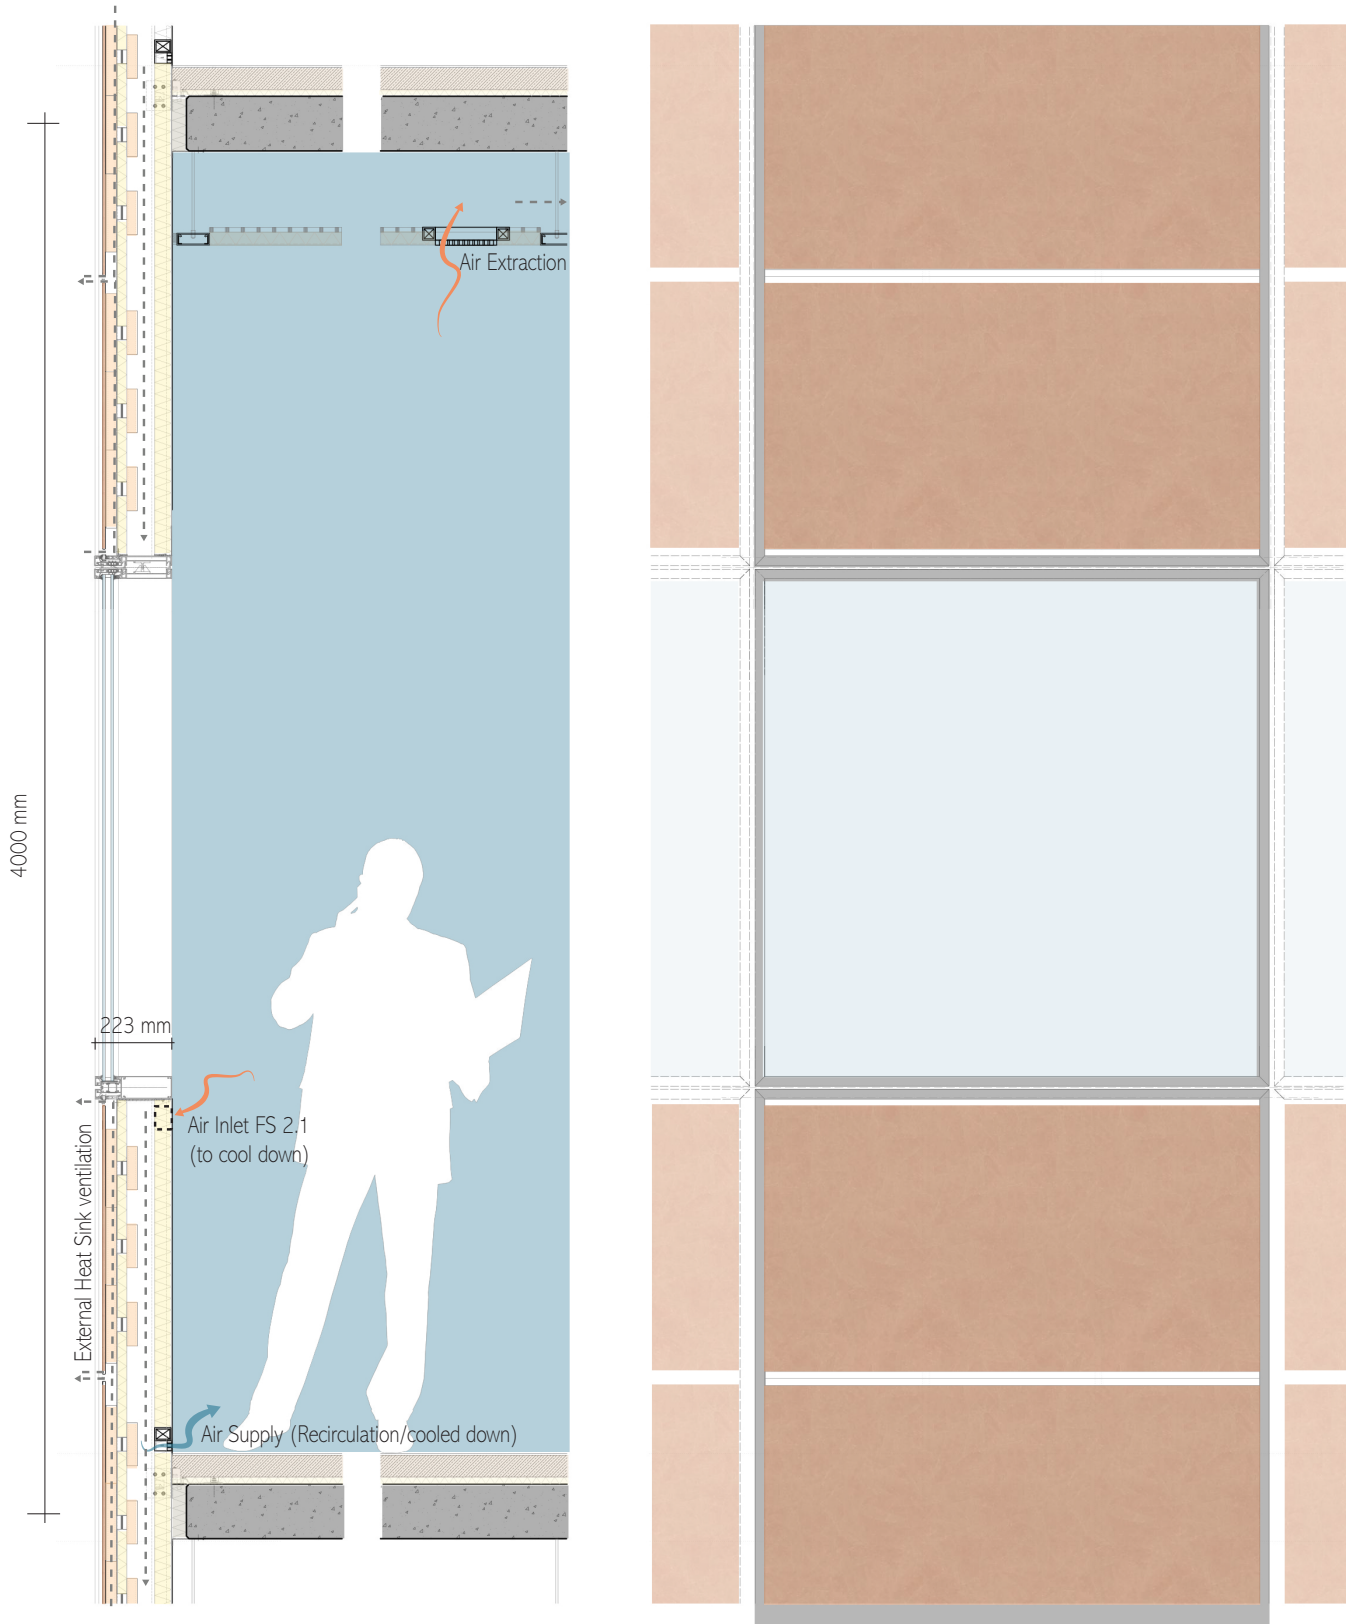 Air Extraction
4000 mm
223 mm
Air Inlet FS 2.1
(to cool down)
External Heat Sink ventilation
Air Supply (Recirculation/cooled down)